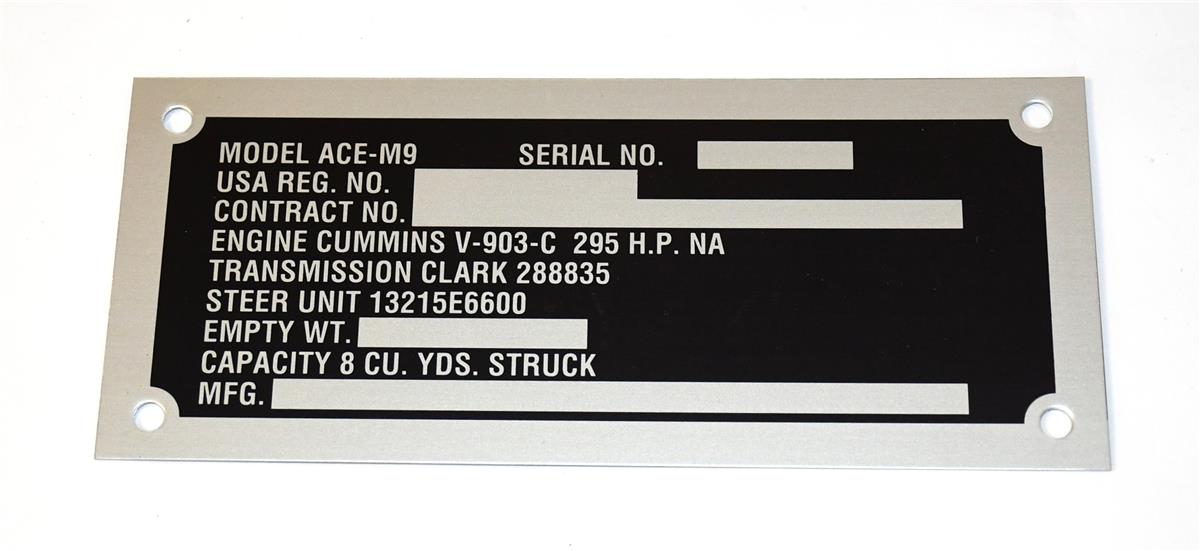 MODEL ACE-M9 SERIAL NO.
USA REG. NO.
CONTRACT NO.
ENGINE CUMMINS V-903-C 295 H.P. NA
TRANSMISSION CLARK 288835
STEER UNIT 13215E6600
EMPTY WT.
CAPACITY 8 CU. YDS. STRUCK
MFG.